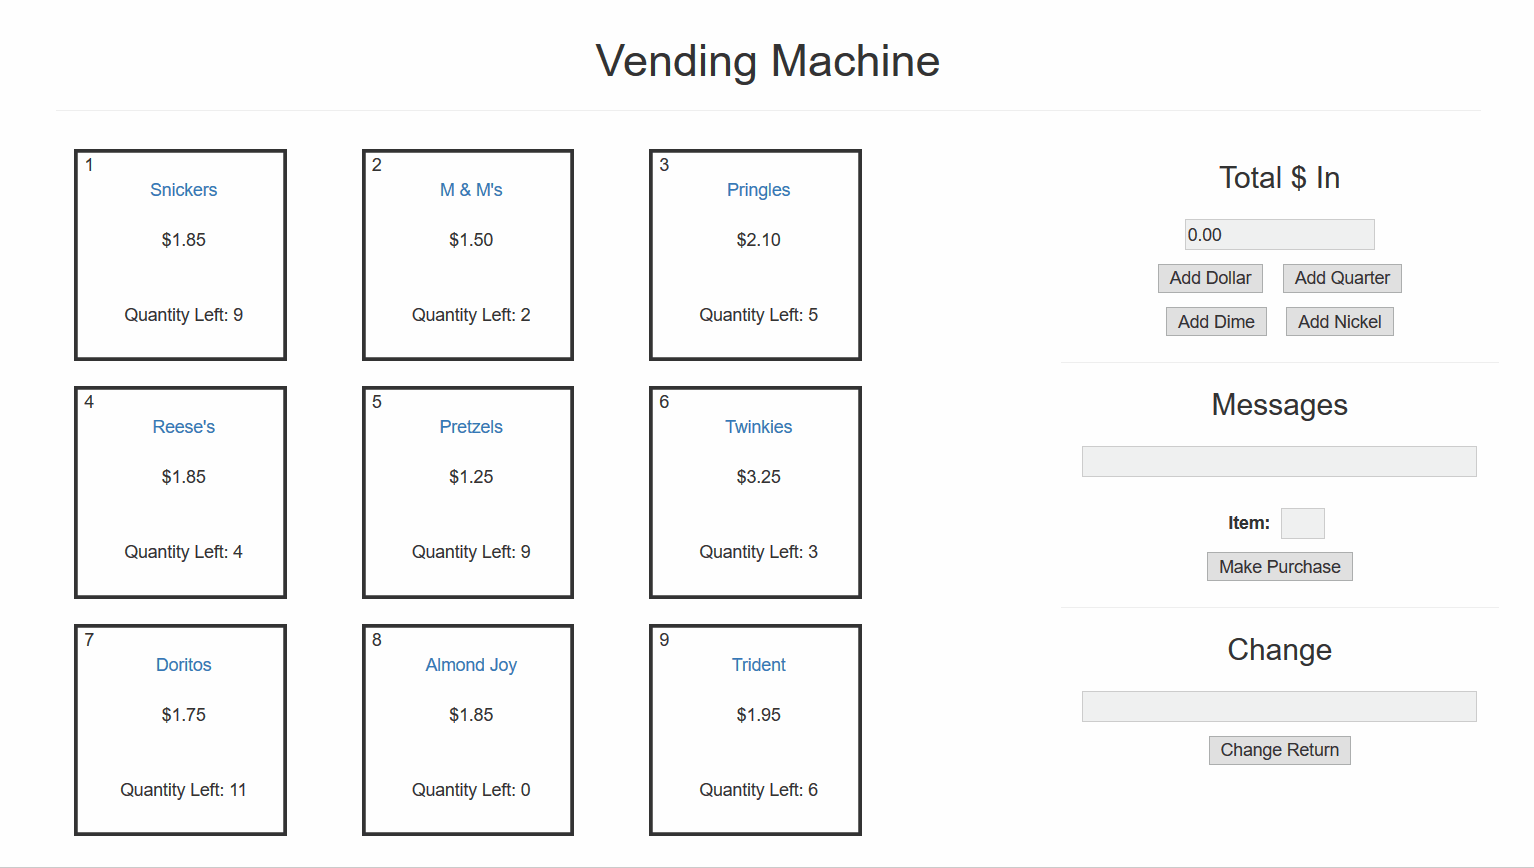 Vending Machine
1
Snickers
$1.85
Quantity Left: 9
2
M & M's
$1.50
Quantity Left: 2
3
Pringles
$2.10
Quantity Left: 5
4
Reese's
$1.85
Quantity Left: 4
5
Pretzels
$1.25
Quantity Left: 9
6
Twinkies
$3.25
Quantity Left: 3
7
Doritos
$1.75
Quantity Left: 11
8
Almond Joy
$1.85
Quantity Left: 0
9
Trident
$1.95
Quantity Left: 6
Total $ In
0.00
Add Dollar Add Quarter
Add Dime Add Nickel
Messages
Item:
Make Purchase
Change
Change Return